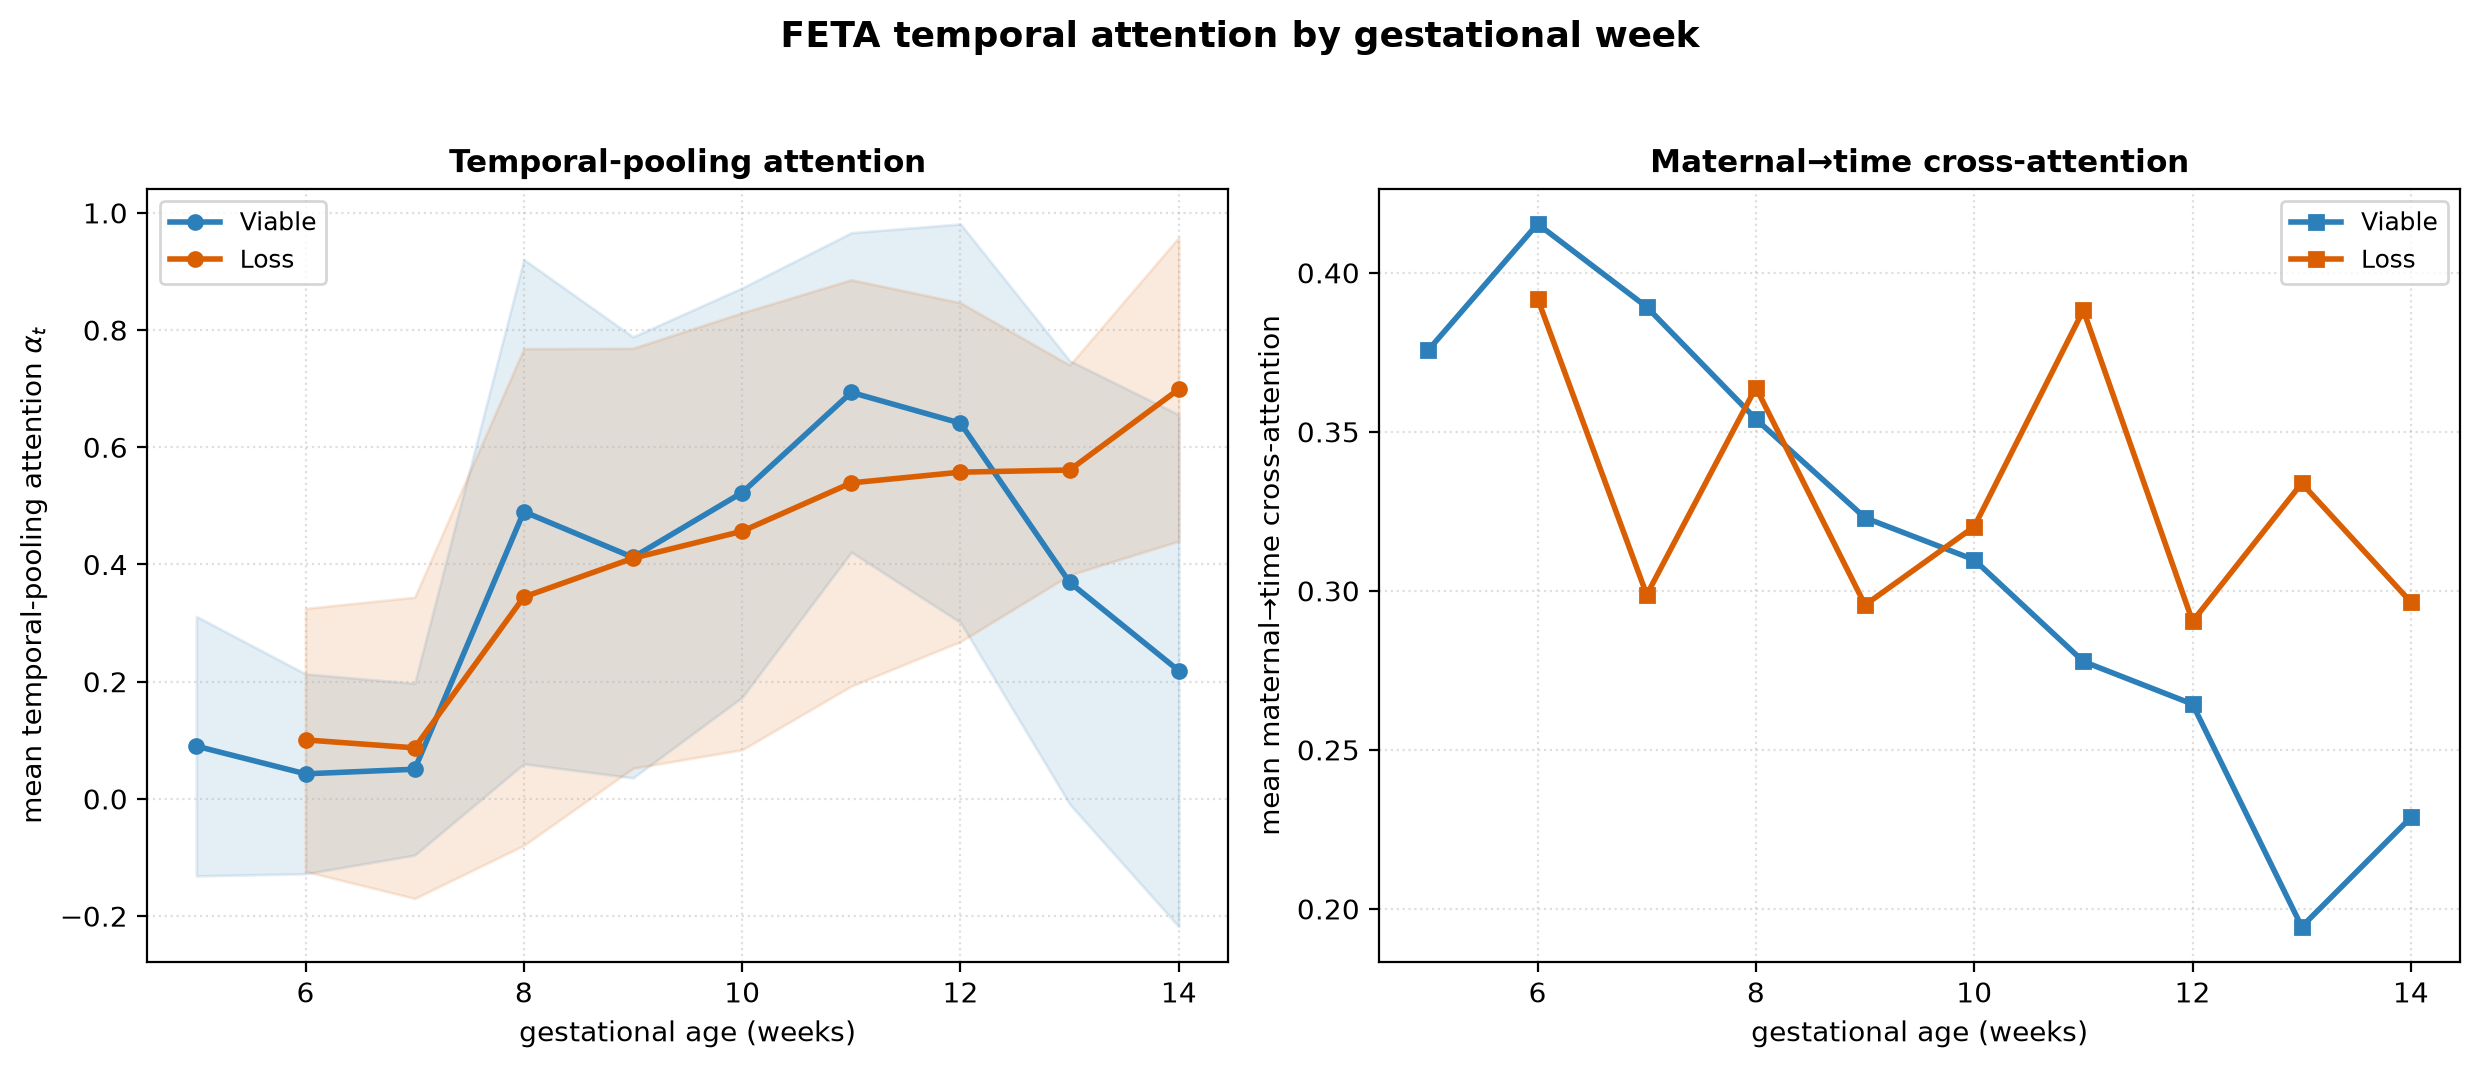 FETA temporal attention by gestational week
Temporal-pooling attention
mean temporal-pooling attention αt
1.0
0.8
0.6
0.4
0.2
0.0
−0.2
Viable
Loss
6
8
10
12
14
gestational age (weeks)
Maternal→time cross-attention
mean maternal→time cross-attention
0.40
0.35
0.30
0.25
0.20
Viable
Loss
6
8
10
12
14
gestational age (weeks)